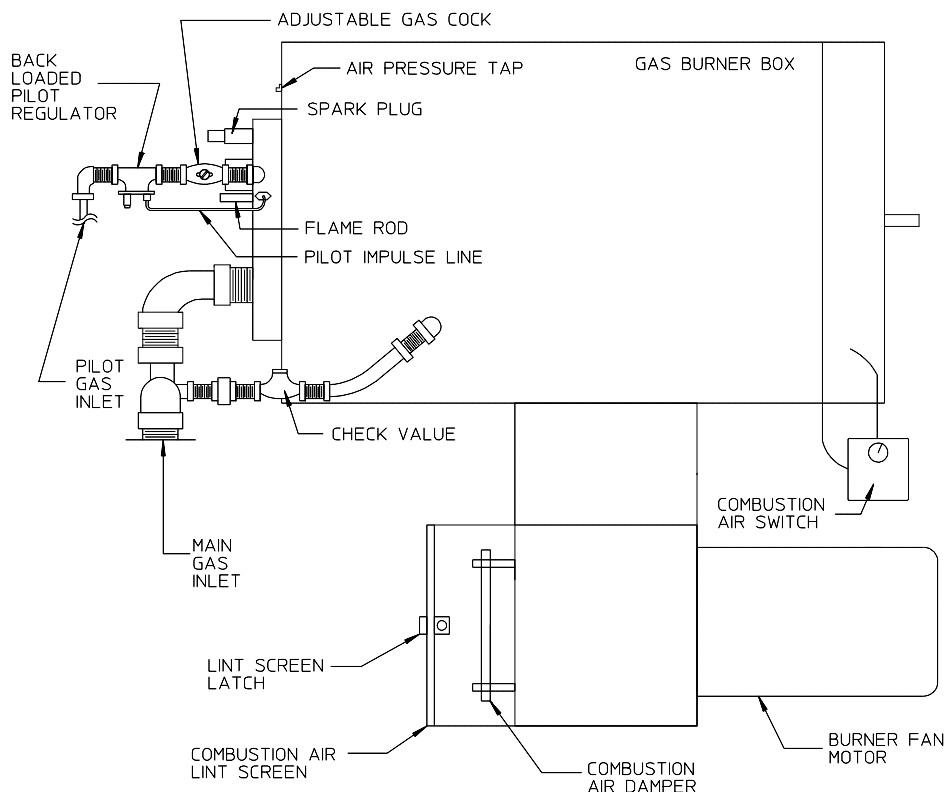 ADJUSTABLE GAS COCK
BACK
LOADED
PILOT
REGULATOR
AIR PRESSURE TAP
GAS BURNER BOX
SPARK PLUG
FLAME ROD
PILOT IMPULSE LINE
PILOT
GAS
INLET
CHECK VALUE
COMBUSTION
AIR SWITCH
MAIN
GAS
INLET
LINT SCREEN
LATCH
COMBUSTION AIR
LINT SCREEN
COMBUSTION
AIR DAMPER
BURNER FAN
MOTOR